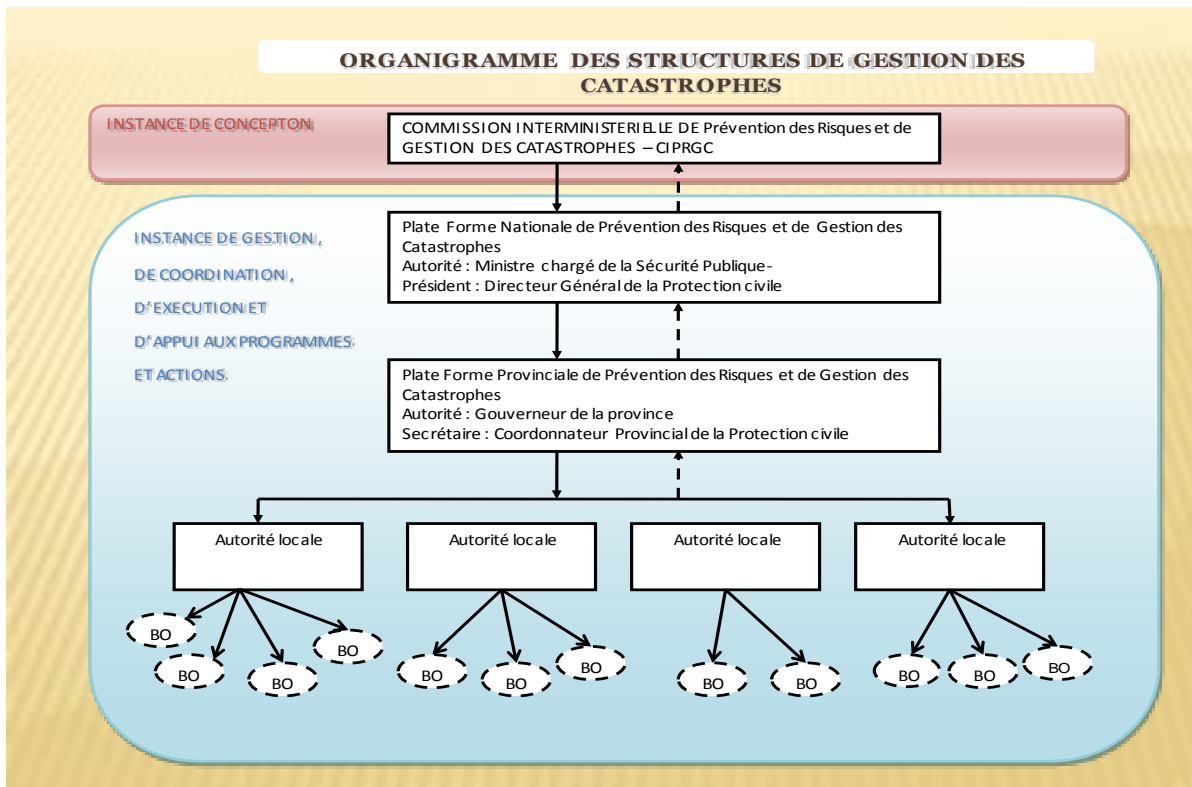 ORGANIGRAMME DES STRUCTURES DE GESTION DES
CATASTROPHES
INSTANCE DE CONCEPTON
COMMISSION INTERMINISTERIELLE DE Prévention des Risques et de
GESTION DES CATASTROPHES – CIPRGC
INSTANCE DE GESTION ,
DE COORDINATION ,
D'EXECUTION ET
D'APPUI AUX PROGRAMMES
ET ACTIONS
Plate Forme Nationale de Prévention des Risques et de Gestion des
Catastrophes
Autorité : Ministre chargé de la Sécurité Publique-
Président : Directeur Général de la Protection civile
Plate Forme Provinciale de Prévention des Risques et de Gestion des
Catastrophes
Autorité : Gouverneur de la province
Secrétaire : Coordonnateur Provincial de la Protection civile
Autorité locale
Autorité locale
Autorité locale
Autorité locale
BO
BO
BO
BO
BO
BO
BO
BO
BO
BO
BO
BO